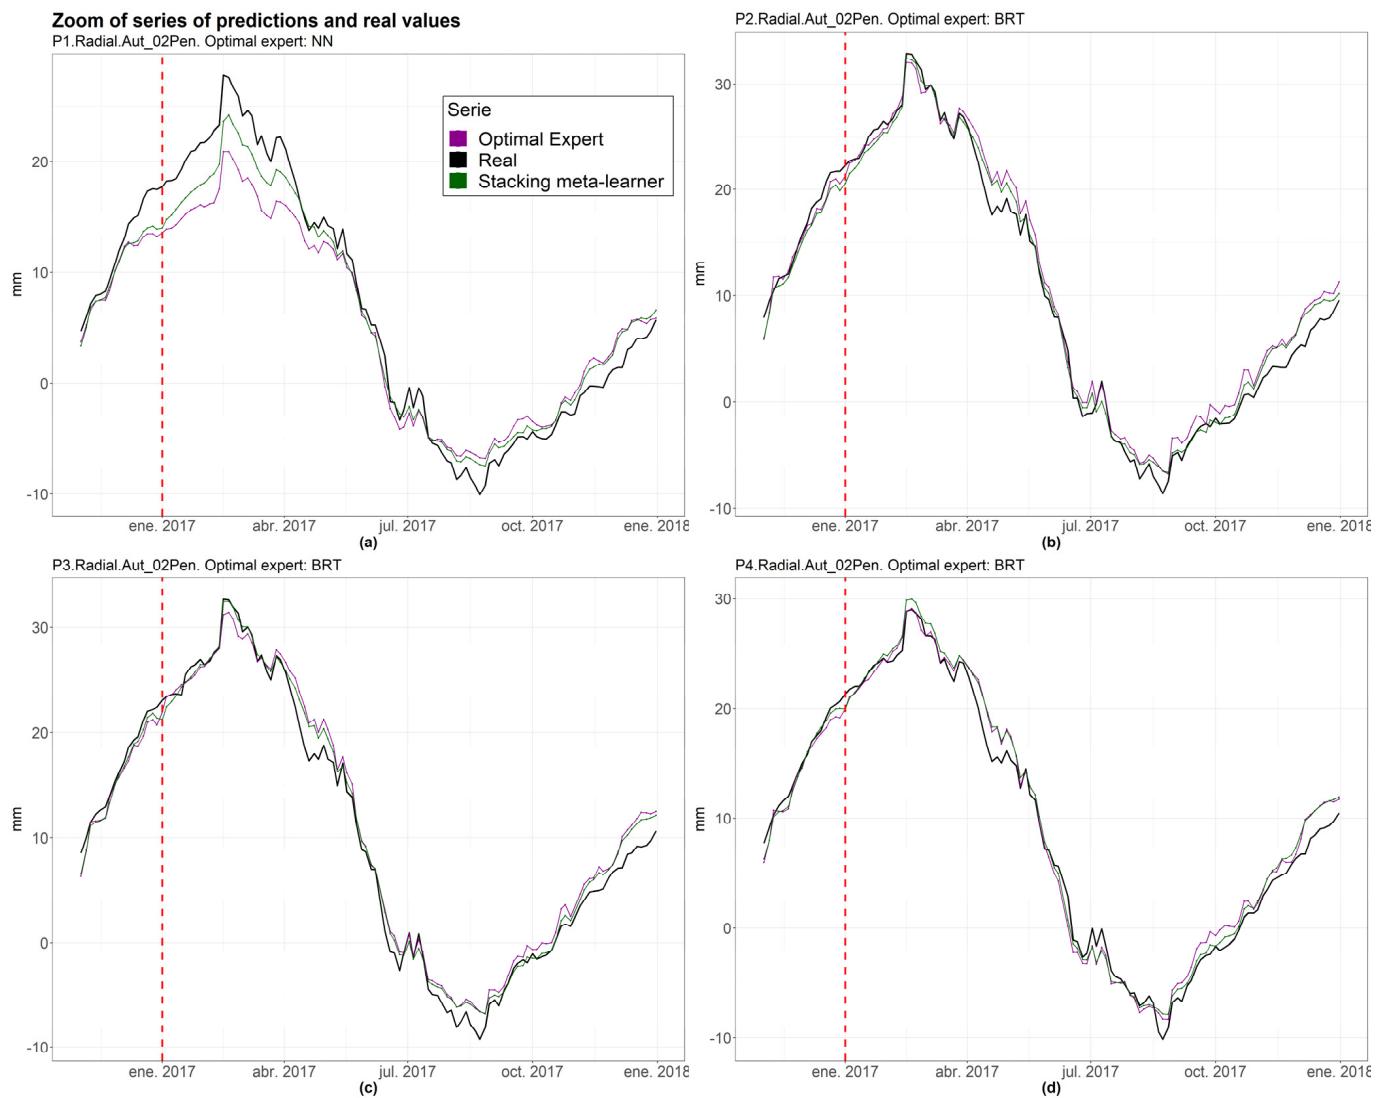 Zoom of series of predictions and real values
P1.Radial.Aut_02Pen. Optimal expert: NN
20
10
0
-10
mm
Serie
Optimal Expert
Real
Stacking meta-learner
ene. 2017
abr. 2017
jul. 2017
oct. 2017
ene. 2018
(a)
P2.Radial.Aut_02Pen. Optimal expert: BRT
30
20
10
0
-10
mm
ene. 2017
abr. 2017
jul. 2017
oct. 2017
ene. 2018
(b)
P3.Radial.Aut_02Pen. Optimal expert: BRT
30
20
10
0
-10
mm
ene. 2017
abr. 2017
jul. 2017
oct. 2017
ene. 2018
(c)
P4.Radial.Aut_02Pen. Optimal expert: BRT
30
20
10
0
-10
mm
ene. 2017
abr. 2017
jul. 2017
oct. 2017
ene. 2018
(d)